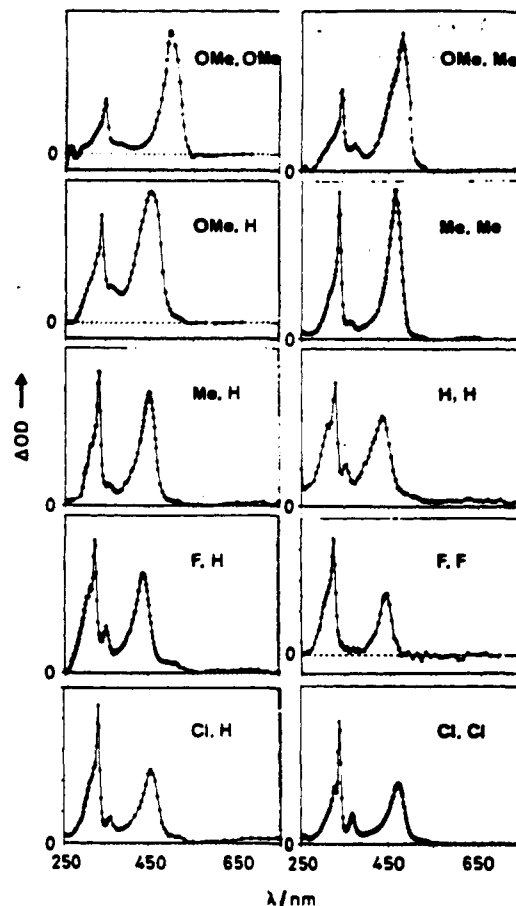 OMe, OMe
OMe, Me
0
0
OMe, H
Me, Me
0
0
Me, H
H, H
0
0
ΔOD →
F, H
F, F
0
0
Cl, H
Cl, Cl
0
0
250 450 650
250 450 650
λ/nm